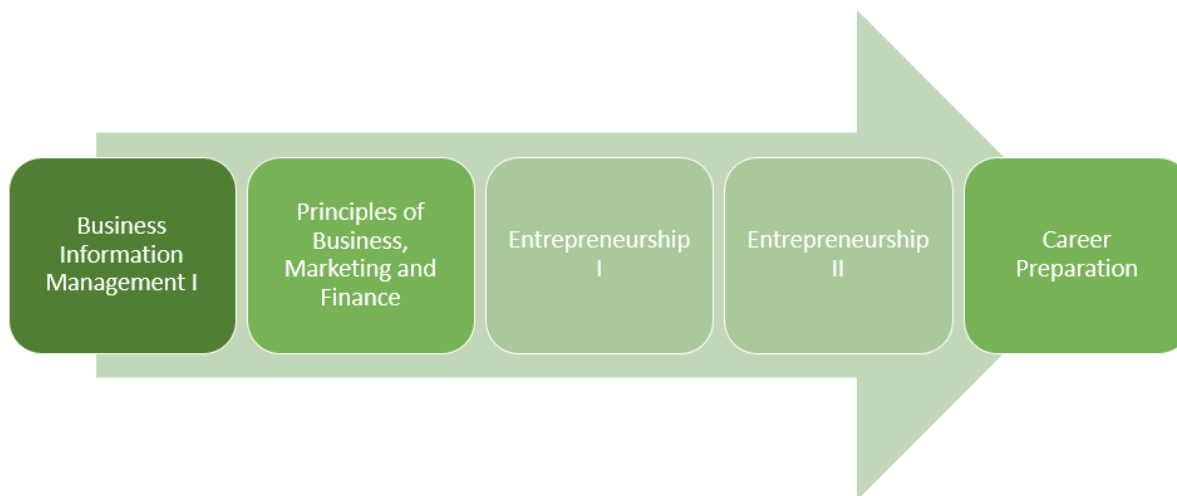 Business
Information
Management I
Principles of
Business,
Marketing and
Finance
Entrepreneurship
I
Entrepreneurship
II
Career
Preparation